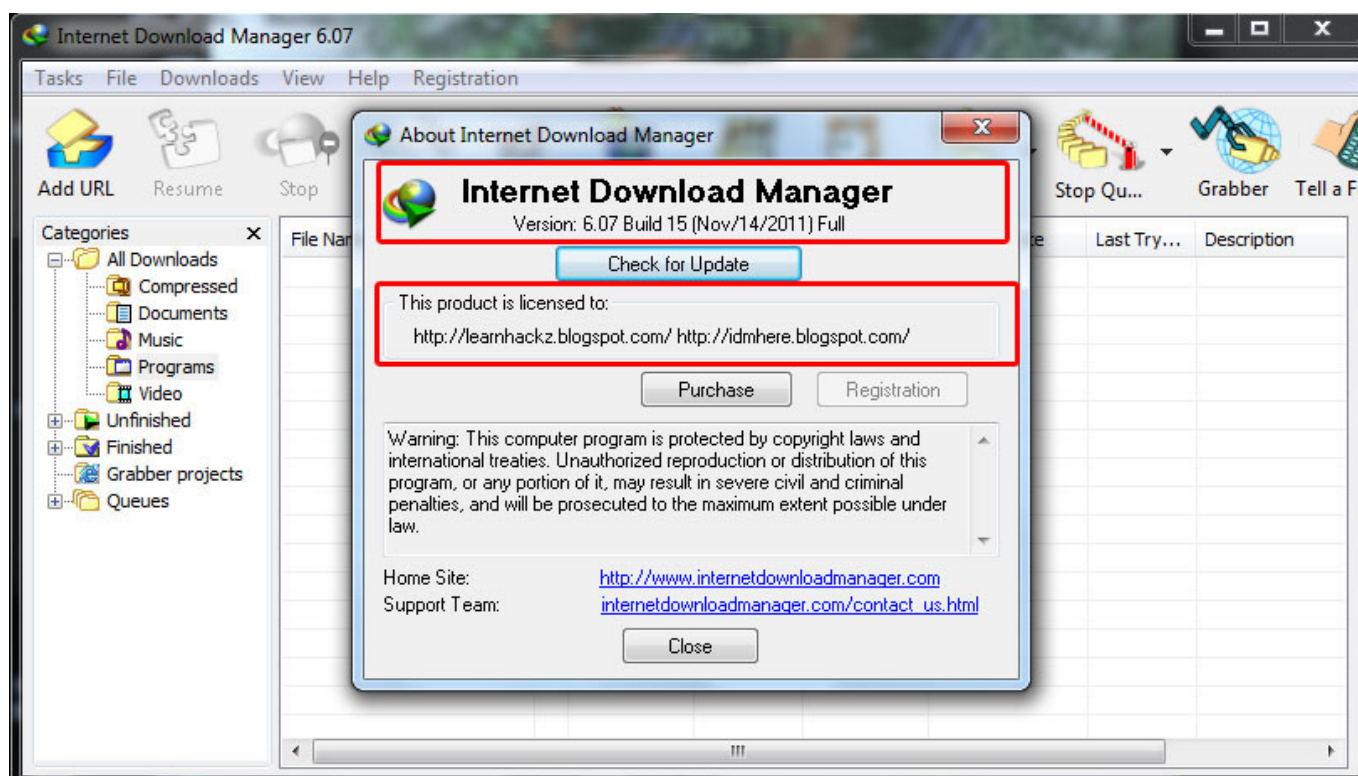 Internet Download Manager 6.07
Tasks File Downloads View Help Registration
Add URL Resume Stop Stop Qu... Grabber Tell a F
About Internet Download Manager
Internet Download Manager
Version: 6.07 Build 15 (Nov/14/2011) Full
Check for Update
This product is licensed to:
http://learnhackz.blogspot.com/ http://idmhere.blogspot.com/
Purchase Registration
Warning: This computer program is protected by copyright laws and
international treaties. Unauthorized reproduction or distribution of this
program, or any portion of it, may result in severe civil and criminal
penalties, and will be prosecuted to the maximum extent possible under
law.
Home Site: http://www.internetdownloadmanager.com
Support Team: internetdownloadmanager.com/contact_us.html
Close
Categories
All Downloads
Compressed
Documents
Music
Programs
Video
Unfinished
Finished
Grabber projects
Queues
File Nar Last Try... Description